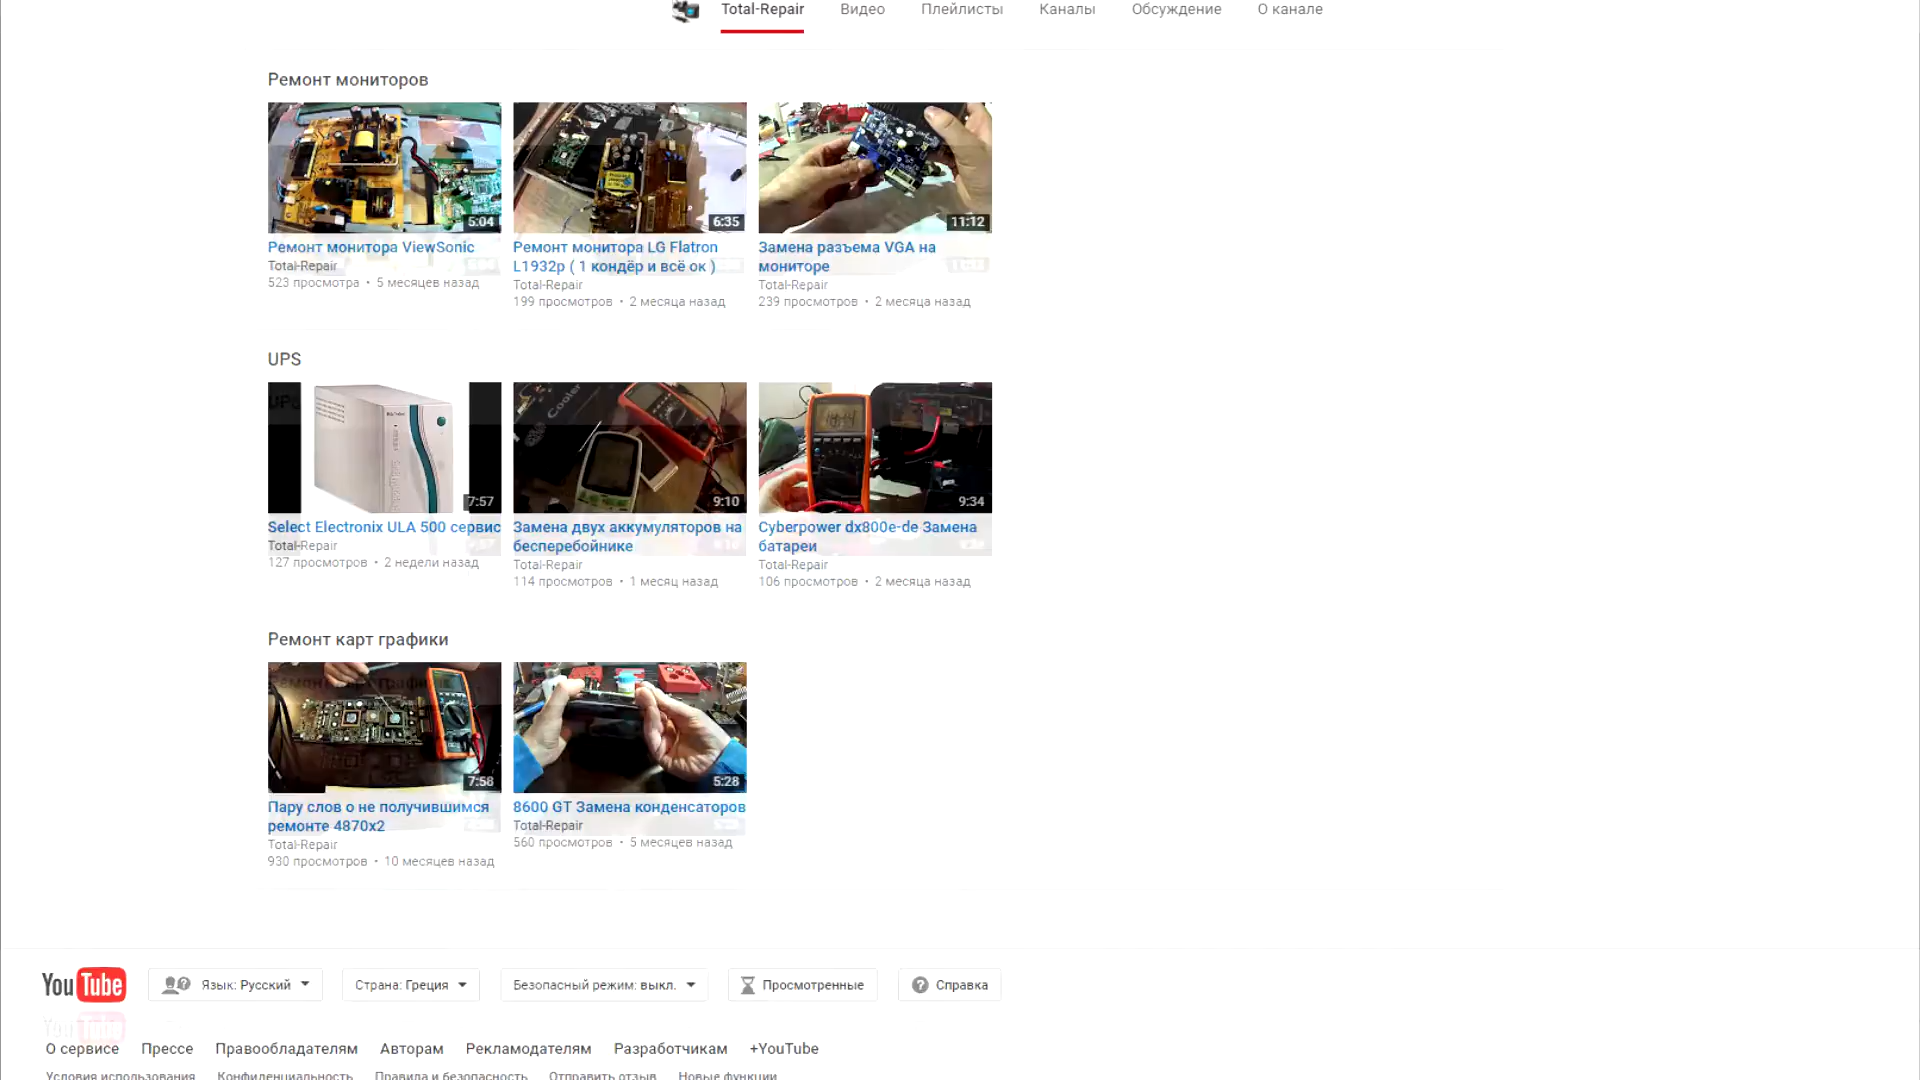 Total-Repair Видео Плейлисты Каналы Обсуждение О канале
Ремонт мониторов
5:04 6:35 11:12
Ремонт монитора ViewSonic
Total-Repair
523 просмотра • 5 месяцев назад
Ремонт монитора LG Flatron
L1932p ( 1 кондёр и всё ок )
Total-Repair
199 просмотров • 2 месяца назад
Замена разъема VGA на
мониторе
Total-Repair
239 просмотров • 2 месяца назад
UPS
7:57 9:10 9:34
Select Electronix ULA 500 сервис
Total-Repair
127 просмотров • 2 недели назад
Cooler
Замена двух аккумуляторов на
бесперебойнике
Total-Repair
114 просмотров • 1 месяц назад
Cyberpower dx800e-de Замена
батареи
Total-Repair
106 просмотров • 2 месяца назад
Ремонт карт графики
7:58 5:28
Пару слов о не получившимся
ремонте 4870x2
Total-Repair
930 просмотров • 10 месяцев назад
8600 GT Замена конденсаторов
Total-Repair
560 просмотров • 5 месяцев назад
YouTube Язык: Русский Страна: Греция Безопасный режим: выкл. Просмотренные Справка
О сервисе Прессе Правообладателям Авторам Рекламодателям Разработчикам +YouTube
Условия использования Конфиденциальность Правила и безопасность Отправить отзыв Новые функции